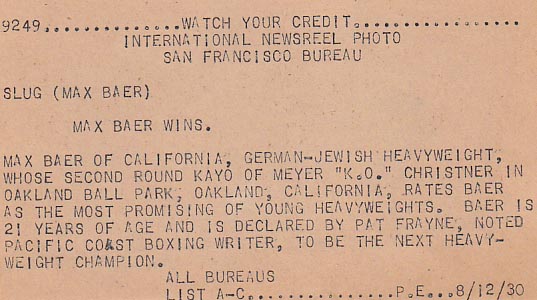 9249..............WATCH YOUR CREDIT.................
INTERNATIONAL NEWSREEL PHOTO
SAN FRANCISCO BUREAU
SLUG (MAX BAER)
MAX BAER WINS.
MAX BAER OF CALIFORNIA, GERMAN-JEWISH HEAVYWEIGHT,
WHOSE SECOND ROUND KAYO OF MEYER "K.O." CHRISTNER IN
OAKLAND BALL PARK, OAKLAND, CALIFORNIA, RATES BAER
AS THE MOST PROMISING OF YOUNG HEAVYWEIGHTS. BAER IS
21 YEARS OF AGE AND IS DECLARED BY PAT FRAYNE, NOTED
PACIFIC COAST BOXING WRITER, TO BE THE NEXT HEAVY-
WEIGHT CHAMPION.
ALL BUREAUS
LIST A-C...............P.E...8/12/30